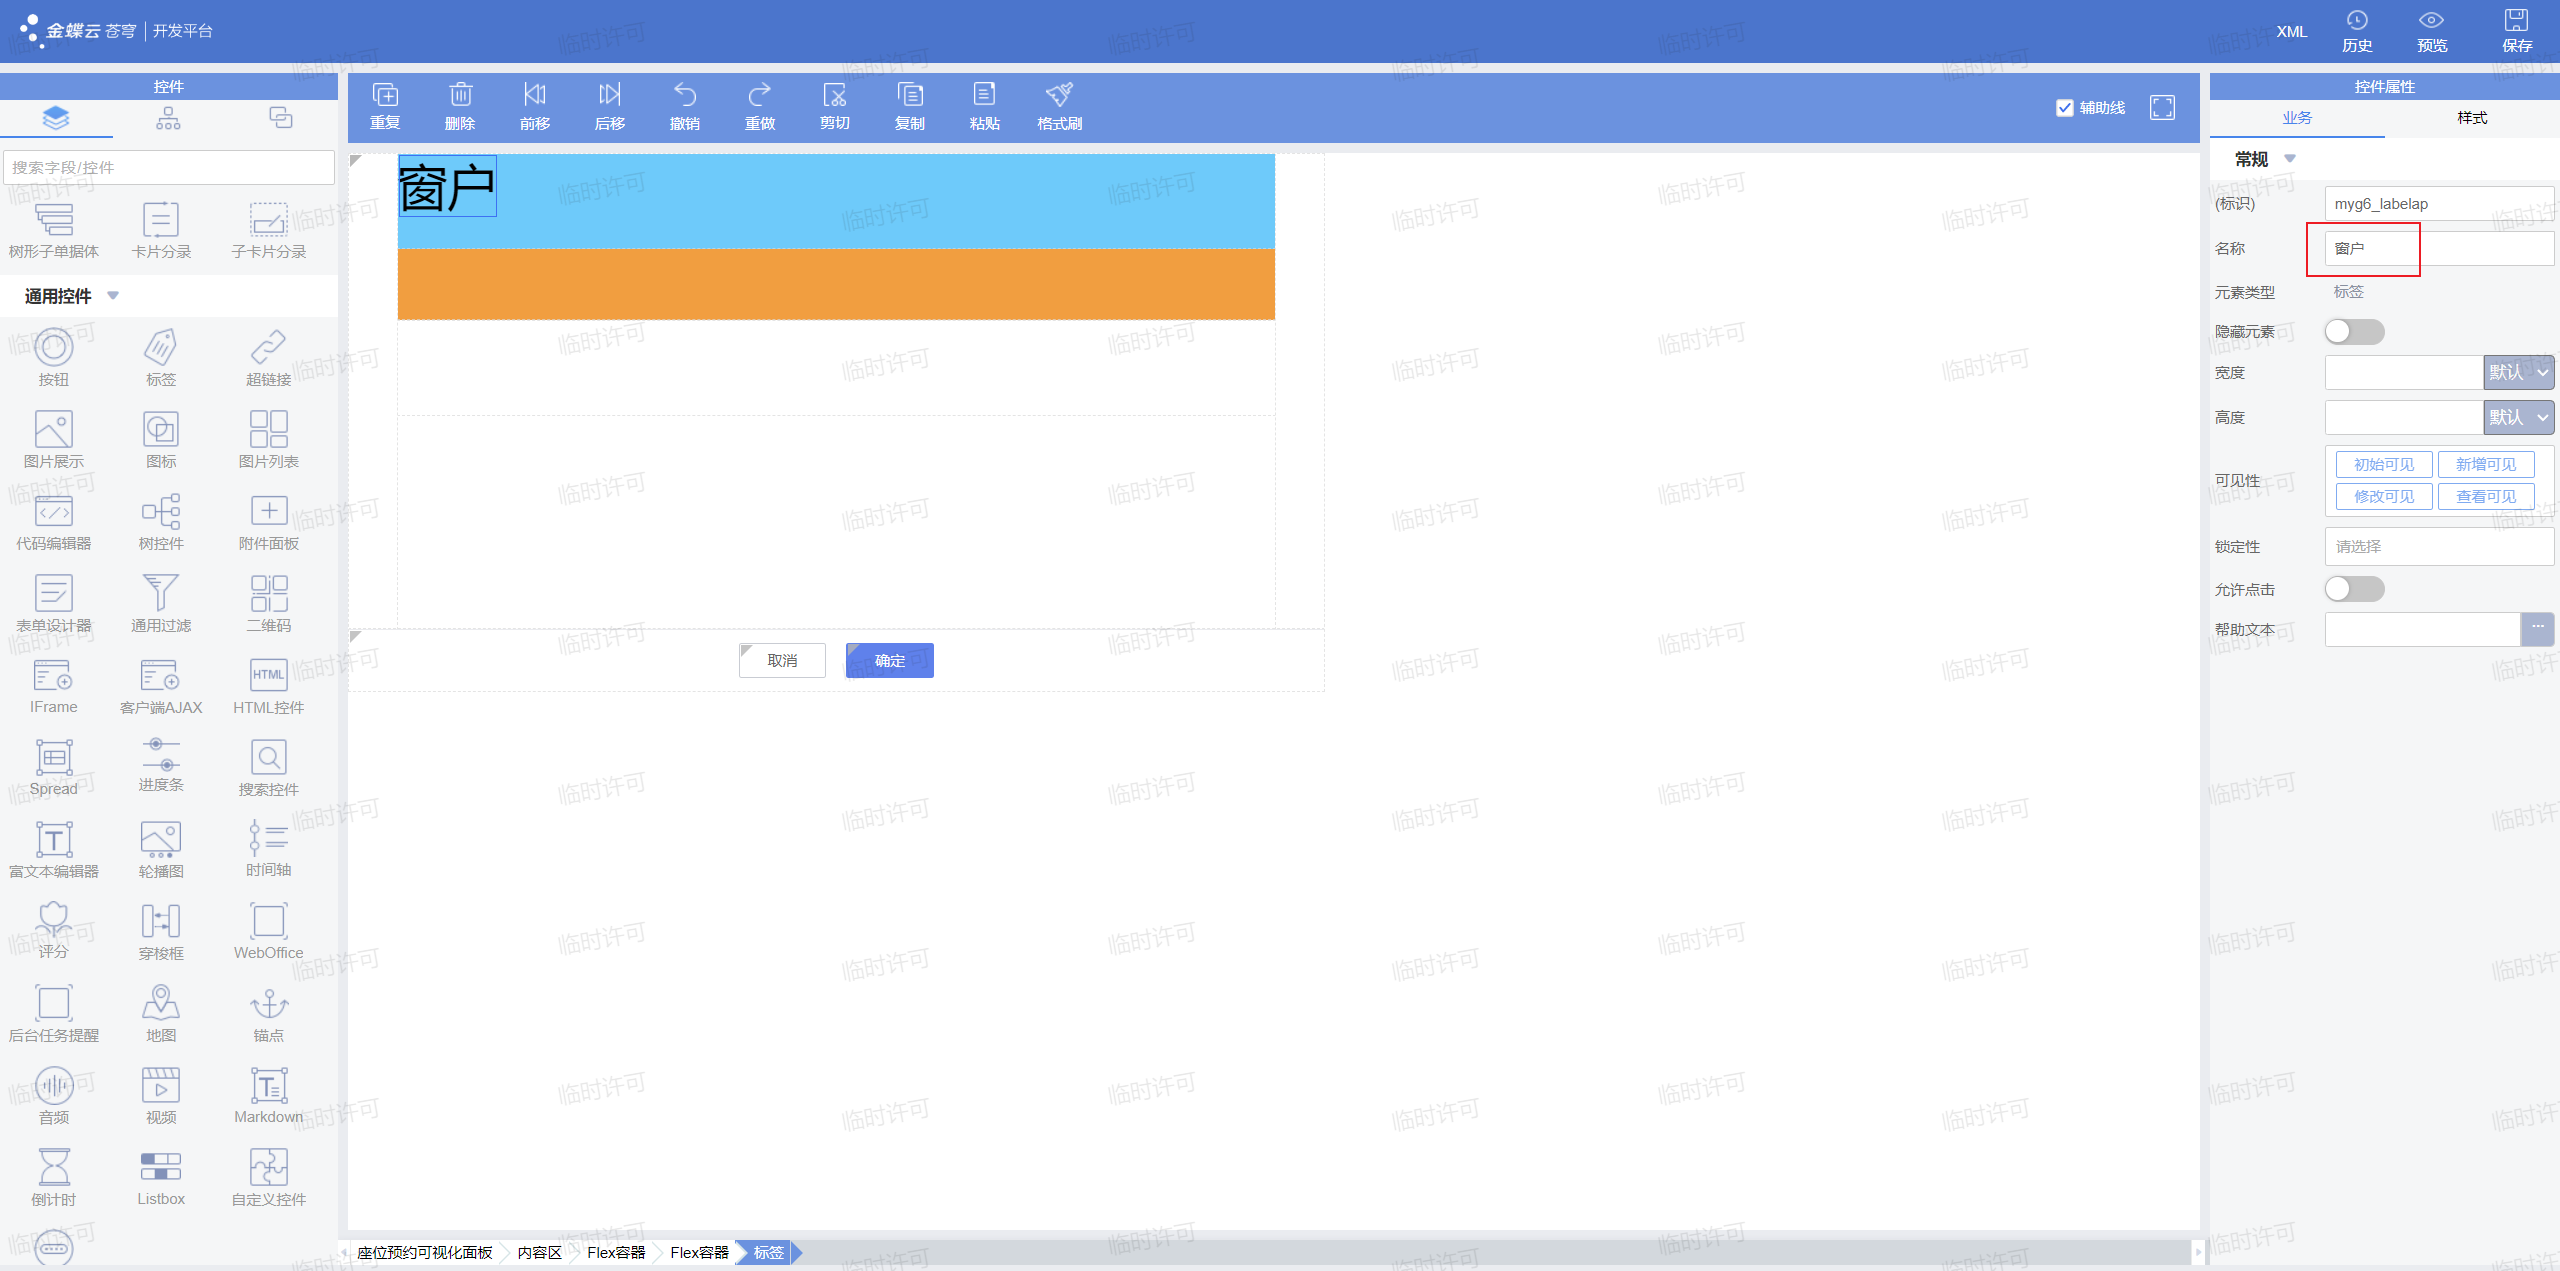 金蝶云 苍穹 | 开发平台
XML
历史
预览
保存
控件
搜索字段/控件
树形子单据体 卡片分录 子卡片分录
通用控件
按钮 标签 超链接
图片展示 图标 图片列表
代码编辑器 树控件 附件面板
表单设计器 通用过滤 二维码
HTML
IFrame 客户端AJAX HTML控件
Spread 进度条 搜索控件
富文本编辑器 轮播图 时间轴
评分 穿梭框 WebOffice
后台任务提醒 地图 锚点
音频 视频 Markdown
倒计时 Listbox 自定义控件
重复 删除 前移 后移 撤销 重做 剪切 复制 粘贴 格式刷
辅助线
窗户
取消 确定
座位预约可视化面板 内容区 Flex容器 Flex容器 标签
控件属性
业务 样式
常规
(标识) myg6_labelap
名称 窗户
元素类型 标签
隐藏元素
宽度 默认
高度 默认
可见性 初始可见 新增可见
修改可见 查看可见
锁定性 请选择
允许点击
帮助文本 ...
临时许可